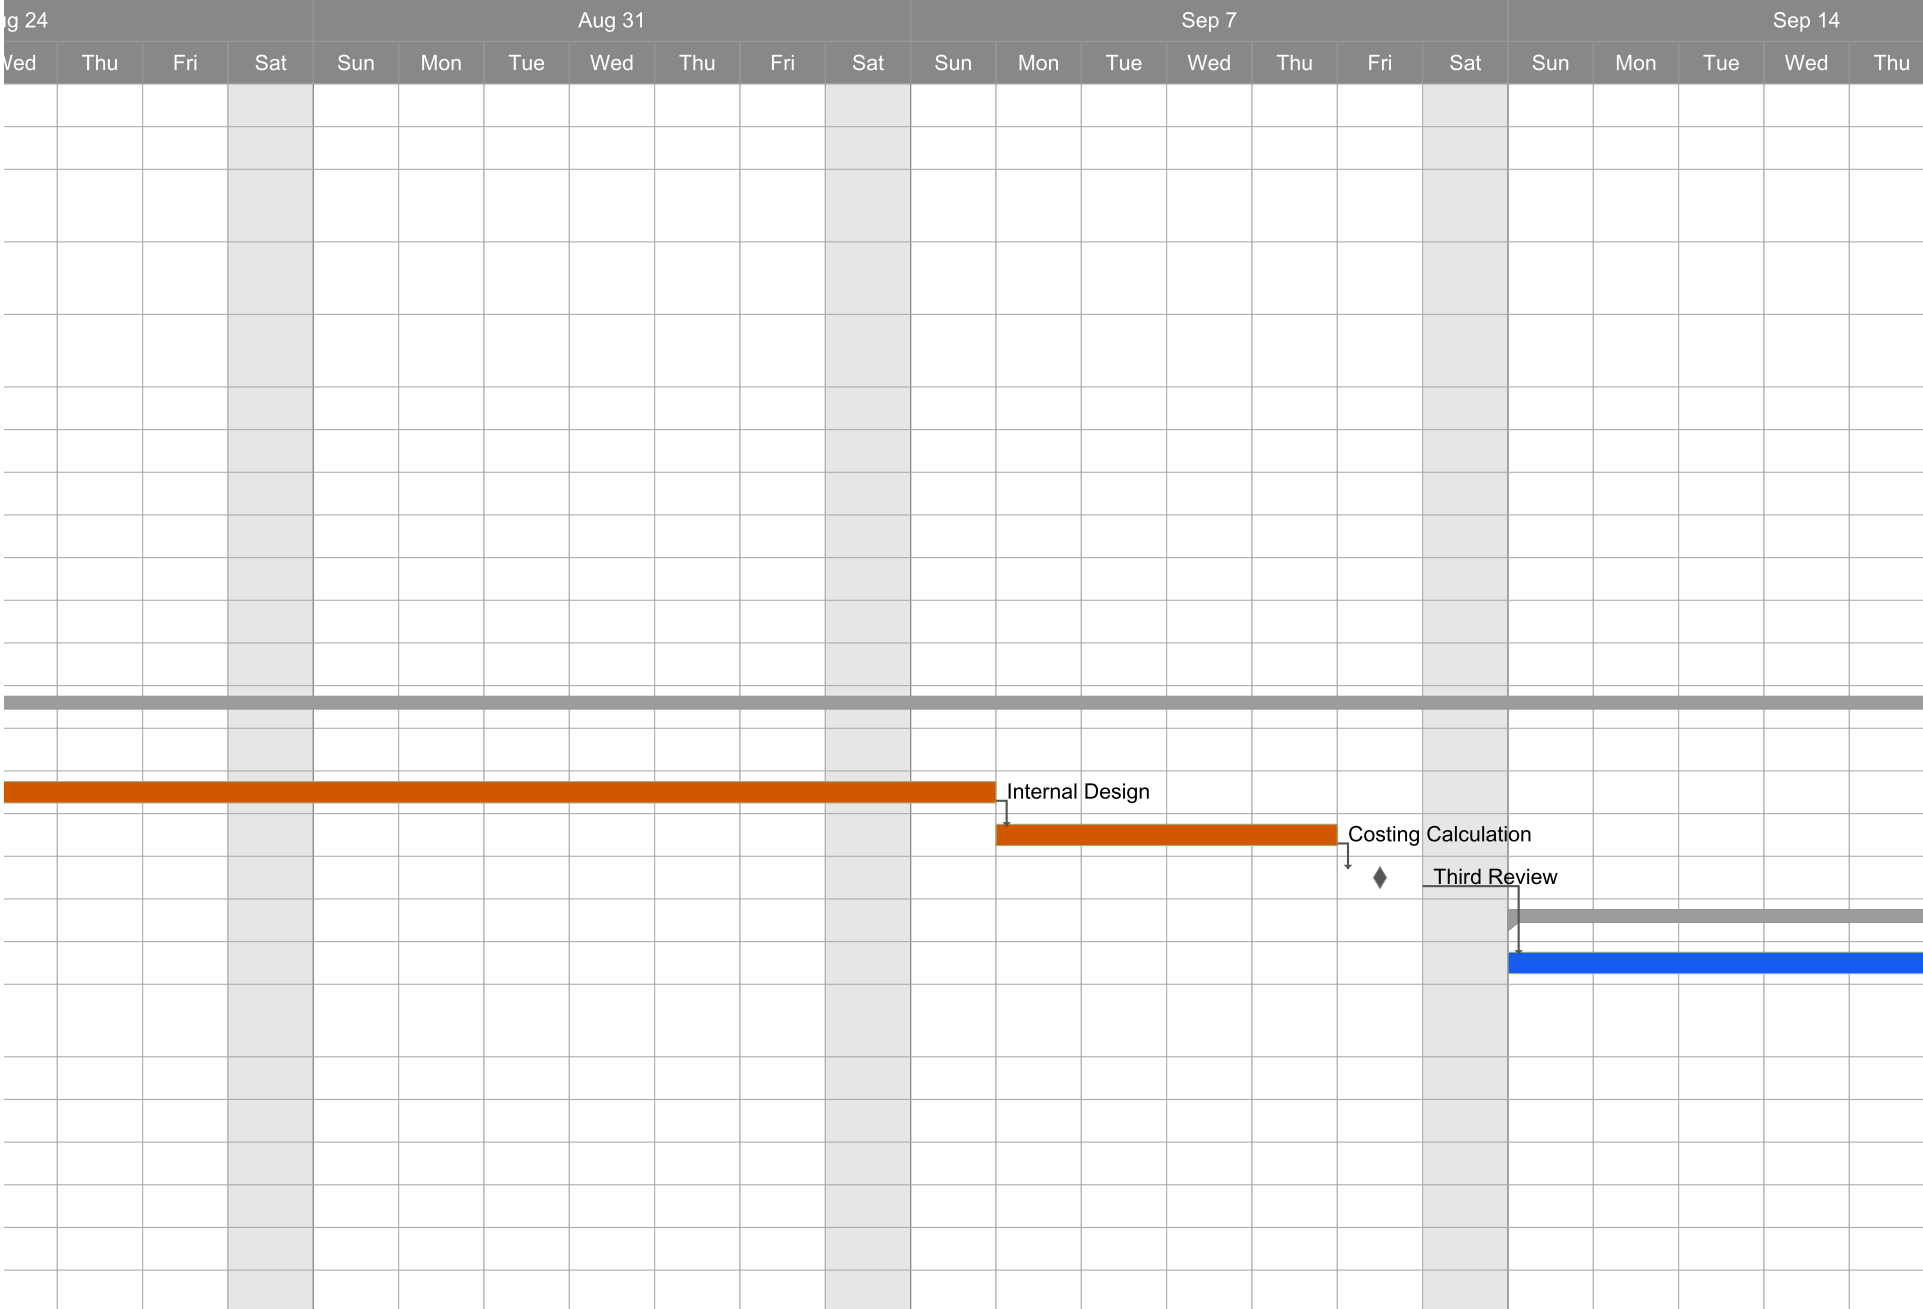 24 Aug 31 Sep 7 Sep 14
Thu Fri Sat Sun Mon Tue Wed Thu Fri Sat Sun Mon Tue Wed Thu Fri Sat Sun Mon Tue Wed Thu
Internal Design
Costing Calculation
Third Review